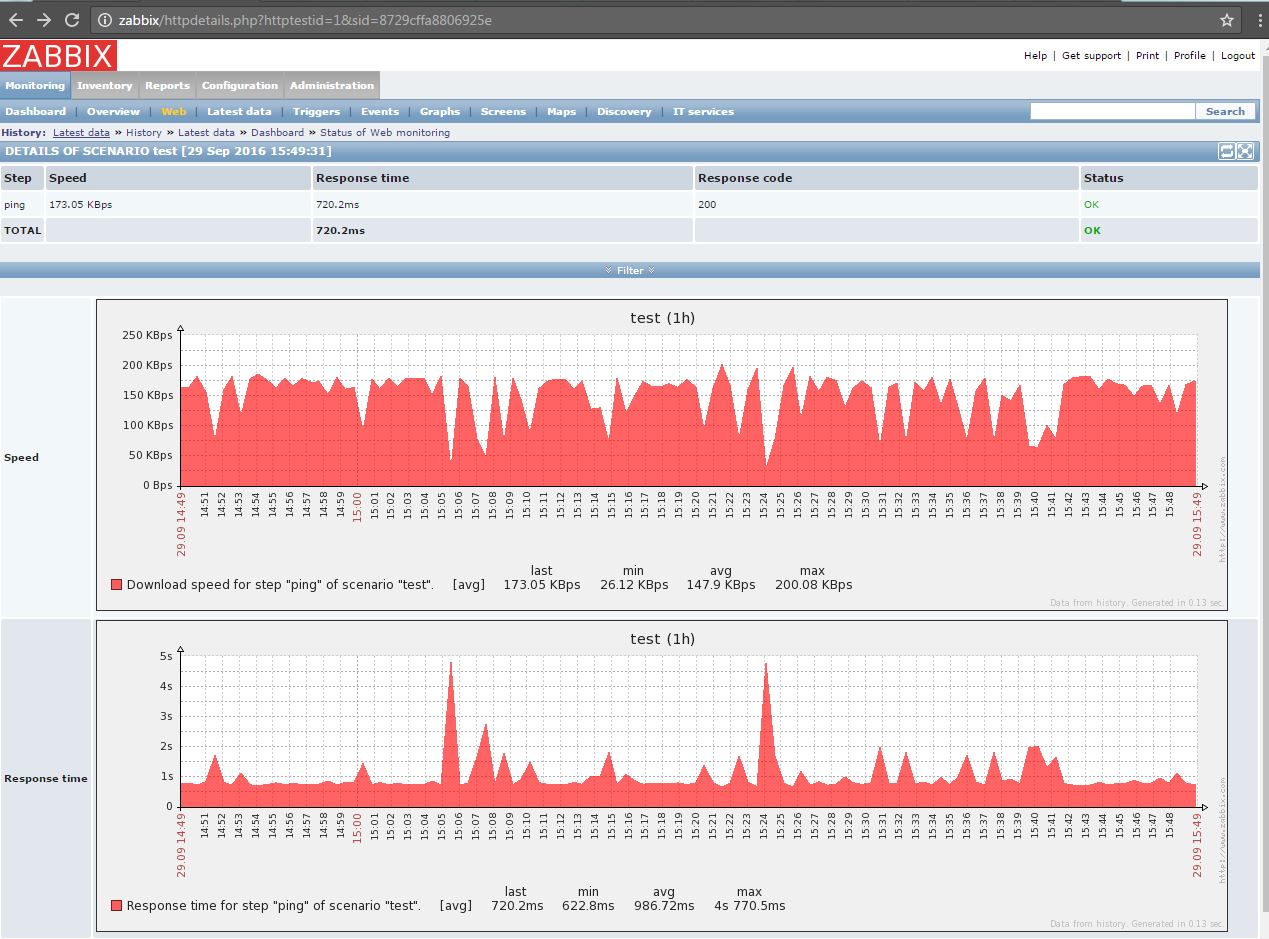 zabbix/httpdetails.php?httptestid=1&sid=8729cffa8806925e
ZABBIX
Help | Get support | Print | Profile | Logout
Monitoring Inventory Reports Configuration Administration
Dashboard | Overview | Web | Latest data | Triggers | Events | Graphs | Screens | Maps | Discovery | IT services Search
History: Latest data » History » Latest data » Dashboard » Status of Web monitoring
DETAILS OF SCENARIO test [29 Sep 2016 15:49:31]
Step Speed Response time Response code Status
ping 173.05 KBps 720.2ms 200 OK
TOTAL 720.2ms OK
Filter
Speed
test (1h)
250 KBps
200 KBps
150 KBps
100 KBps
50 KBps
0 Bps
29.09 14:49 14:51 14:52 14:53 14:54 14:55 14:56 14:57 14:58 14:59 15:00 15:01 15:02 15:03 15:04 15:05 15:06 15:07 15:08 15:09 15:10 15:11 15:12 15:13 15:14 15:15 15:16 15:17 15:18 15:19 15:20 15:21 15:22 15:23 15:24 15:25 15:26 15:27 15:28 15:29 15:30 15:31 15:32 15:33 15:34 15:35 15:36 15:37 15:38 15:39 15:40 15:41 15:42 15:43 15:44 15:45 15:46 15:47 15:48 29.09 15:49
http://www.zabbix.com
last min avg max
Download speed for step "ping" of scenario "test". [avg] 173.05 KBps 26.12 KBps 147.9 KBps 200.08 KBps
Data from history. Generated in 0.13 sec.
Response time
test (1h)
5s
4s
3s
2s
1s
0
29.09 14:49 14:51 14:52 14:53 14:54 14:55 14:56 14:57 14:58 14:59 15:00 15:01 15:02 15:03 15:04 15:05 15:06 15:07 15:08 15:09 15:10 15:11 15:12 15:13 15:14 15:15 15:16 15:17 15:18 15:19 15:20 15:21 15:22 15:23 15:24 15:25 15:26 15:27 15:28 15:29 15:30 15:31 15:32 15:33 15:34 15:35 15:36 15:37 15:38 15:39 15:40 15:41 15:42 15:43 15:44 15:45 15:46 15:47 15:48 29.09 15:49
http://www.zabbix.com
last min avg max
Response time for step "ping" of scenario "test". [avg] 720.2ms 622.8ms 986.72ms 4s 770.5ms
Data from history. Generated in 0.13 sec.